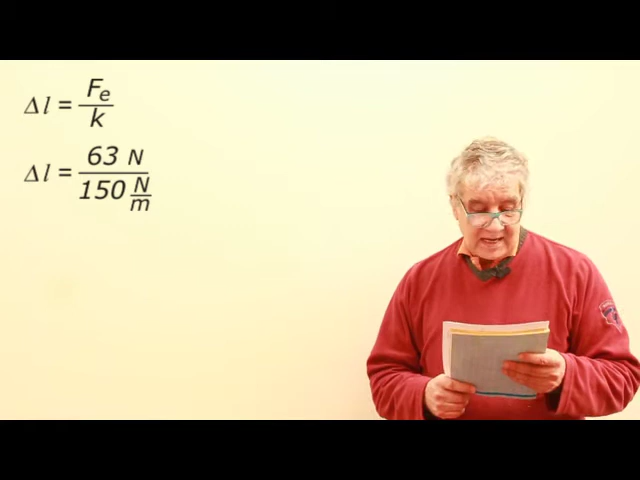 Δl = Fe/k
Δl = 63 N / 150 N/m